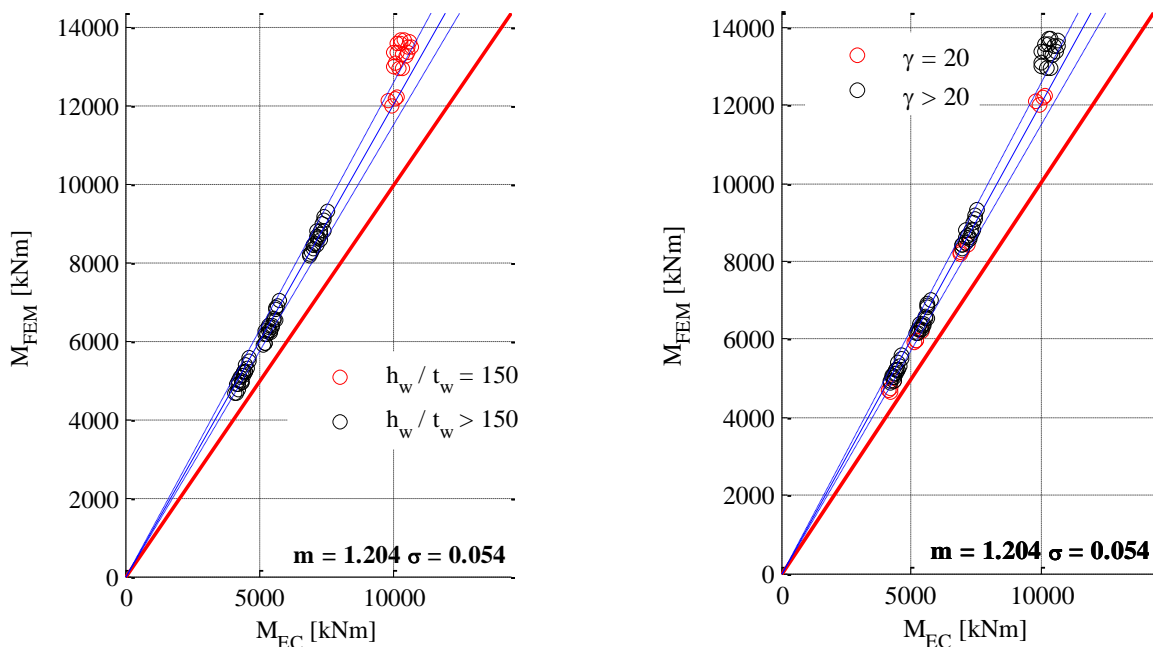 14000
12000
10000
8000
6000
4000
2000
0
M_FEM [kNm]
h_w / t_w = 150
h_w / t_w > 150
m = 1.204 σ = 0.054
0
5000
10000
M_EC [kNm]
14000
12000
10000
8000
6000
4000
2000
0
M_FEM [kNm]
γ = 20
γ > 20
m = 1.204 σ = 0.054
0
5000
10000
M_EC [kNm]